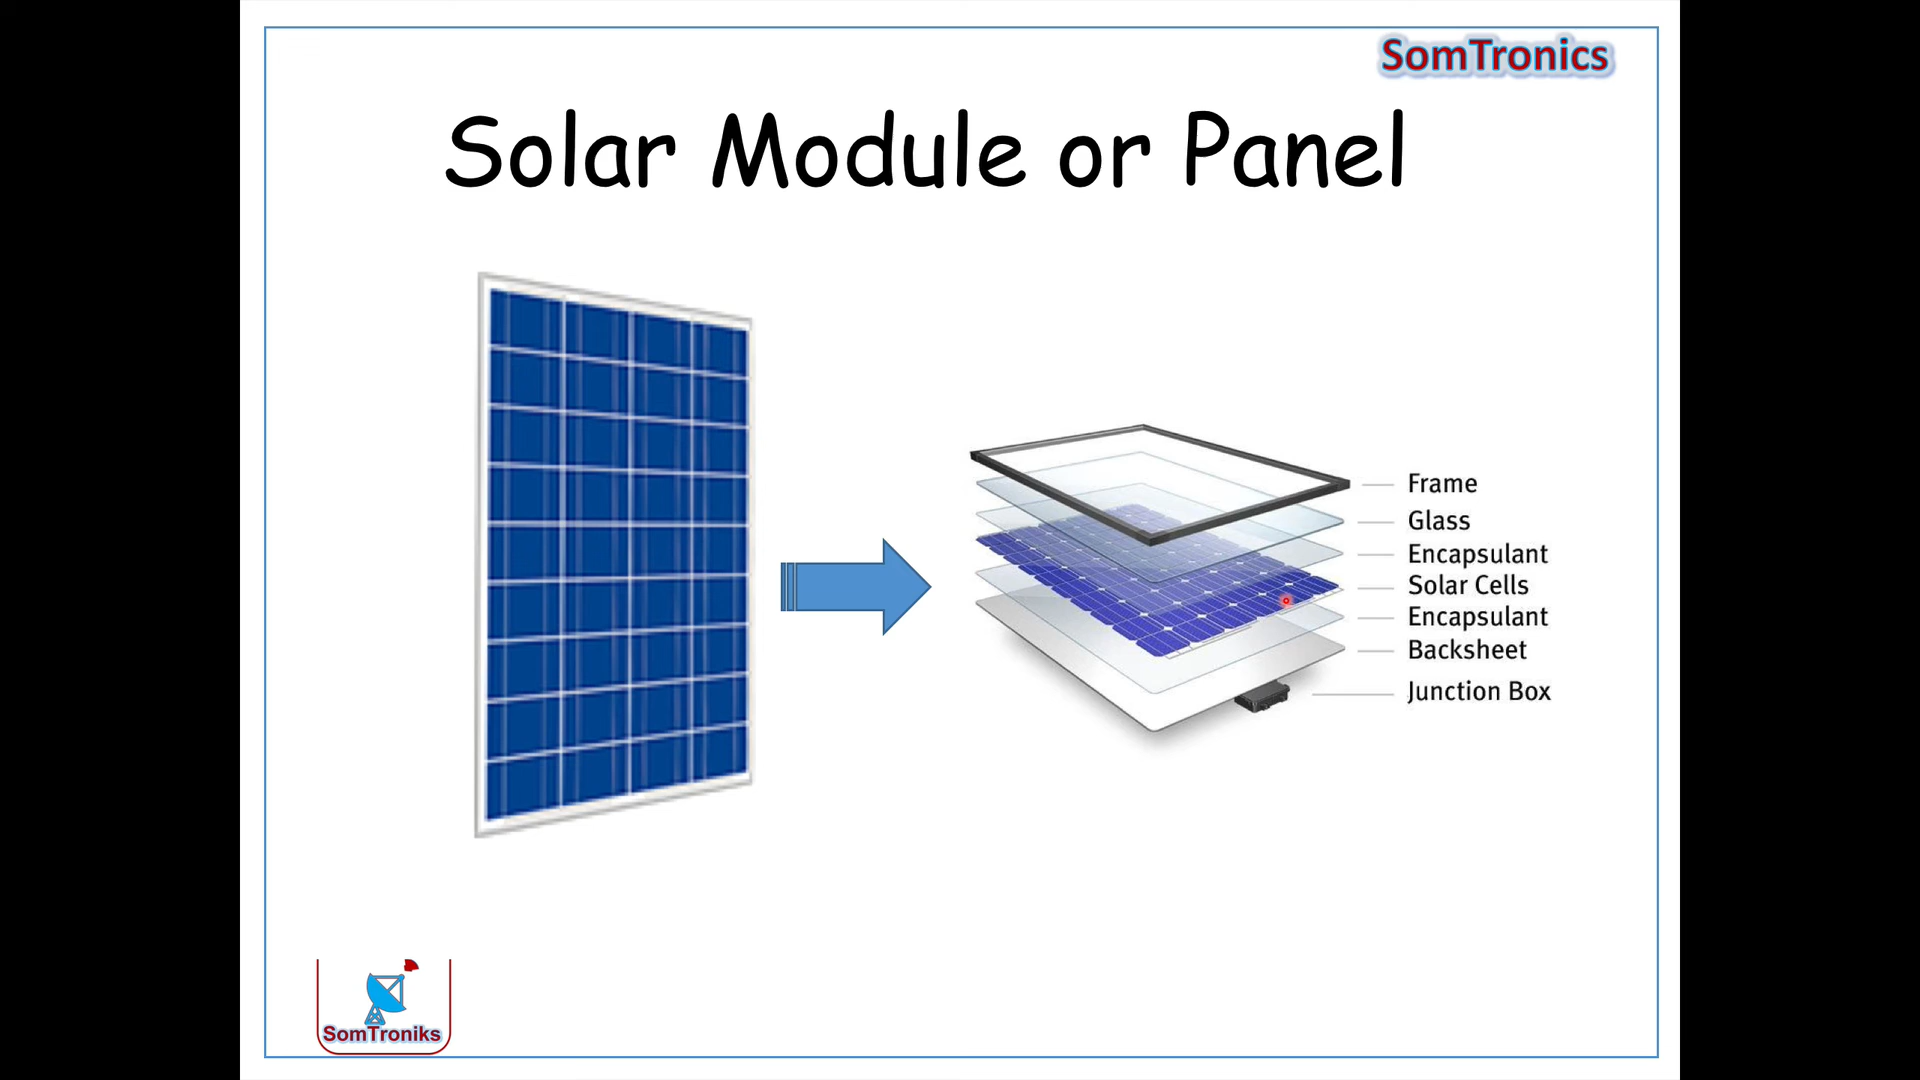 SomTronics
Solar Module or Panel
Frame
Glass
Encapsulant
Solar Cells
Encapsulant
Backsheet
Junction Box
SomTroniks